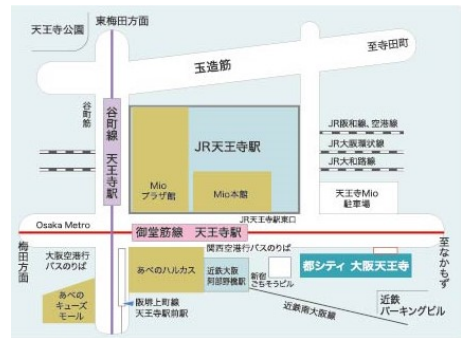 東梅田方面
天王寺公園
至寺田町
玉造筋
谷町筋
谷町線 天王寺駅
JR天王寺駅
JR阪和線、空港線
JR大阪環状線
JR大和路線
Mio
プラザ館
Mio本館
天王寺Mio
駐車場
JR天王寺駅東口
Osaka Metro
御堂筋線 天王寺駅
梅田方面
至なかもず
大阪空港行
バスのりば
関西空港行バスのりば
あべのハルカス
近鉄大阪
阿部野橋駅
新宿
ごちそうビル
都シティ 大阪天王寺
あべの
キューズ
モール
阪堺上町線
天王寺駅前駅
近鉄南大阪線
近鉄
パーキングビル